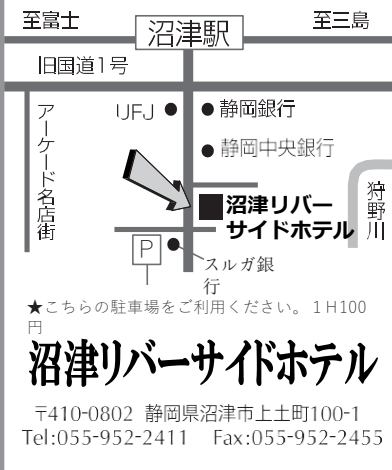 至富士
至三島
沼津駅
旧国道1号
UFJ
静岡銀行
静岡中央銀行
アーケード名店街
狩野川
沼津リバー
サイドホテル
P
スルガ銀
行
★こちらの駐車場をご利用ください。1H100
円
沼津リバーサイドホテル
〒410-0802 静岡県沼津市上土町100-1
Tel:055-952-2411 Fax:055-952-2455